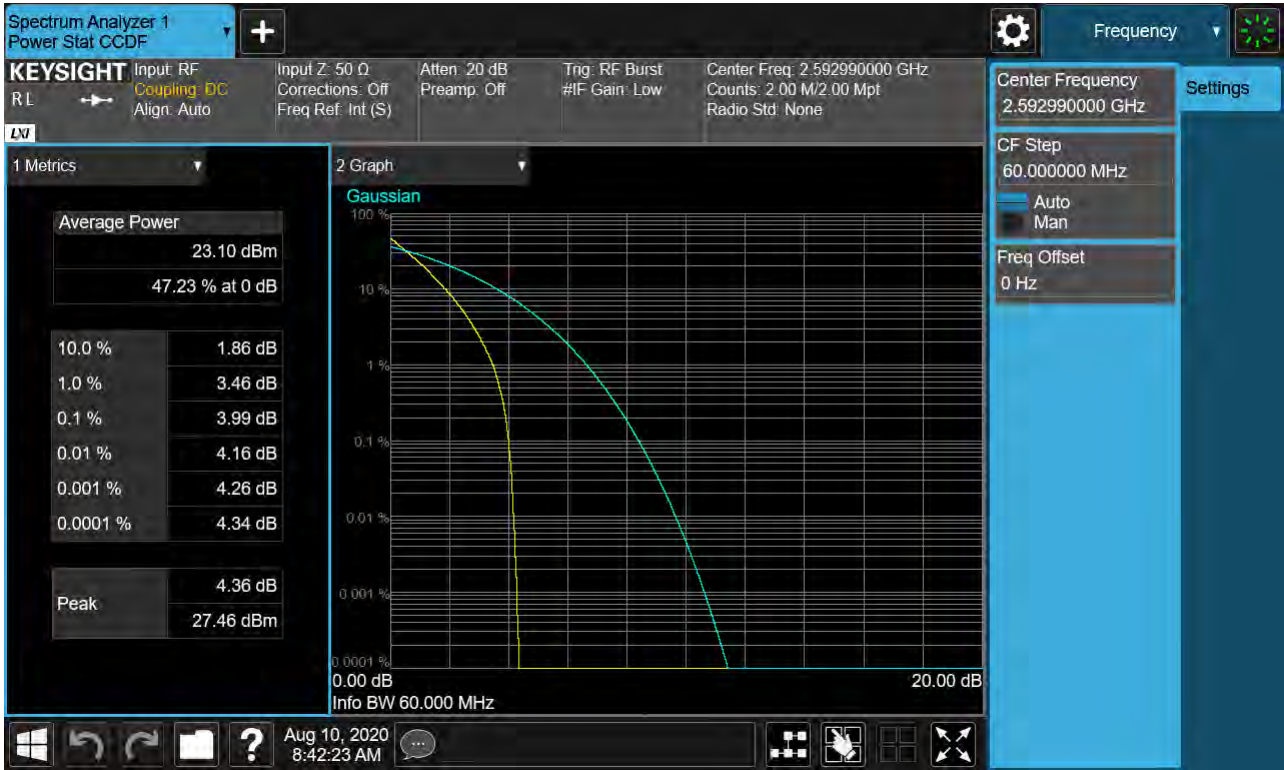 Spectrum Analyzer 1
Power Stat CCDF
Frequency
KEYSIGHT
RL
LXI
Input: RF
Coupling: DC
Align: Auto
Input Z: 50 Ω
Corrections: Off
Freq Ref: Int (S)
Atten: 20 dB
Preamp: Off
Trig: RF Burst
#IF Gain: Low
Center Freq: 2.592990000 GHz
Counts: 2.00 M/2.00 Mpt
Radio Std: None
Center Frequency
2.592990000 GHz
Settings
CF Step
60.000000 MHz
Auto
Man
Freq Offset
0 Hz
1 Metrics
Average Power
23.10 dBm
47.23 % at 0 dB
10.0 % 1.86 dB
1.0 % 3.46 dB
0.1 % 3.99 dB
0.01 % 4.16 dB
0.001 % 4.26 dB
0.0001 % 4.34 dB
Peak 4.36 dB
27.46 dBm
2 Graph
Gaussian
100 %
10 %
1 %
0.1 %
0.01 %
0.001 %
0.0001 %
0.00 dB 20.00 dB
Info BW 60.000 MHz
?
Aug 10, 2020
8:42:23 AM